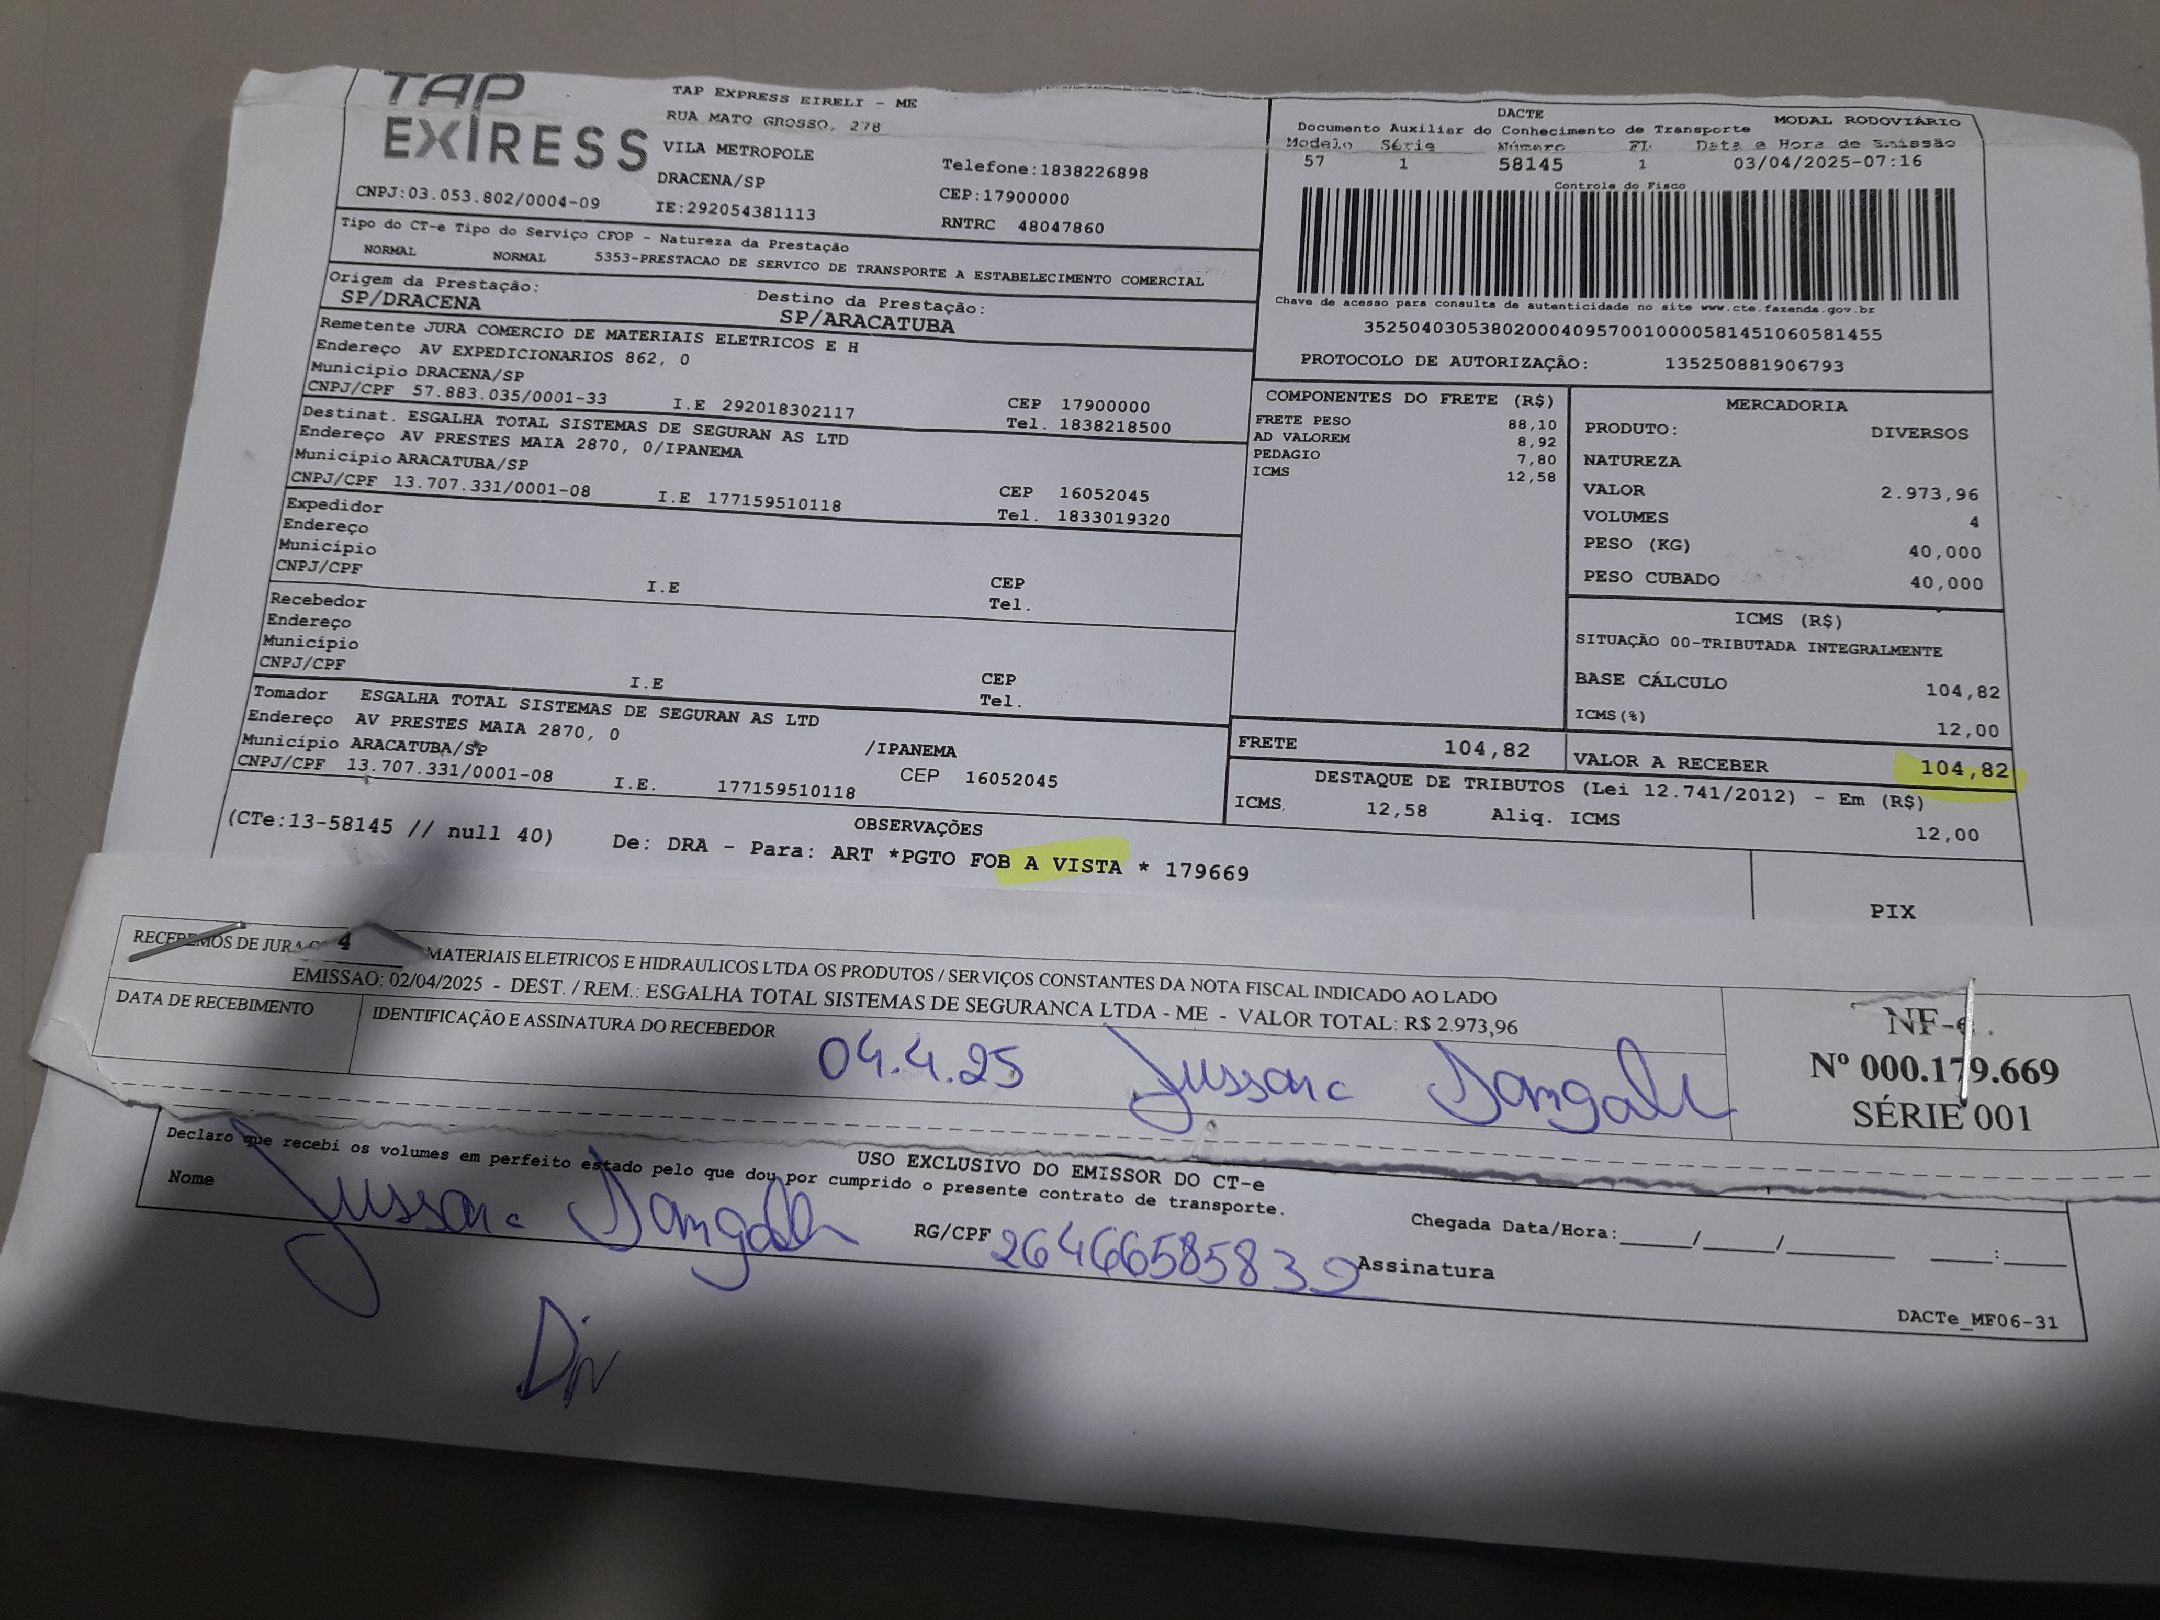 TAP
EXPRESS
TAP EXPRESS EIRELI - ME
RUA MATO GROSSO, 278
VILA METROPOLE
DRACENA/SP
IE:292054381113
Telefone:1838226898
CEP:17900000
RNTRC 48047860
CNPJ:03.053.802/0004-09
Tipo do CT-e Tipo do Serviço CFOP - Natureza da Prestação
NORMAL NORMAL 5353-PRESTACAO DE SERVICO DE TRANSPORTE A ESTABELECIMENTO COMERCIAL
Origem da Prestação: Destino da Prestação:
SP/DRACENA SP/ARACATUBA
Remetente JURA COMERCIO DE MATERIAIS ELETRICOS E H
Endereço AV EXPEDICIONARIOS 862, 0
Município DRACENA/SP CEP 17900000
CNPJ/CPF 57.883.035/0001-33 I.E 292018302117 Tel. 1838218500
Destinat. ESGALHA TOTAL SISTEMAS DE SEGURAN AS LTD
Endereço AV PRESTES MAIA 2870, 0/IPANEMA
Município ARACATUBA/SP CEP 16052045
CNPJ/CPF 13.707.331/0001-08 I.E 177159510118 Tel. 1833019320
Expedidor
Endereço
Município CEP
CNPJ/CPF I.E Tel.
Recebedor
Endereço
Município CEP
CNPJ/CPF I.E Tel.
Tomador ESGALHA TOTAL SISTEMAS DE SEGURAN AS LTD
Endereço AV PRESTES MAIA 2870, 0 /IPANEMA
Município ARACATUBA/SP CEP 16052045
CNPJ/CPF 13.707.331/0001-08 I.E. 177159510118
DACTE MODAL RODOVIÁRIO
Documento Auxiliar do Conhecimento de Transporte
Modelo Série Número FL Data e Hora de Emissão
57 1 58145 1 03/04/2025-07:16
Controle do Fisco
Chave de acesso para consulta de autenticidade no site www.cte.fazenda.gov.br
35250403053802000409570010000581451060581455
PROTOCOLO DE AUTORIZAÇÃO: 135250881906793
COMPONENTES DO FRETE (R$)
FRETE PESO 88,10
AD VALOREM 8,92
PEDAGIO 7,80
ICMS 12,58
MERCADORIA
PRODUTO: DIVERSOS
NATUREZA
VALOR 2.973,96
VOLUMES 4
PESO (KG) 40,000
PESO CUBADO 40,000
ICMS (R$)
SITUAÇÃO 00-TRIBUTADA INTEGRALMENTE
BASE CÁLCULO 104,82
ICMS(%) 12,00
FRETE 104,82 VALOR A RECEBER 104,82
DESTAQUE DE TRIBUTOS (Lei 12.741/2012) - Em (R$)
ICMS. 12,58 Aliq. ICMS 12,00
OBSERVAÇÕES
(CTe:13-58145 // null 40) De: DRA - Para: ART *PGTO FOB A VISTA * 179669
PIX
4
RECEBEMOS DE JURA MATERIAIS ELETRICOS E HIDRAULICOS LTDA OS PRODUTOS / SERVIÇOS CONSTANTES DA NOTA FISCAL INDICADO AO LADO
EMISSAO: 02/04/2025 - DEST. / REM.: ESGALHA TOTAL SISTEMAS DE SEGURANCA LTDA - ME - VALOR TOTAL: R$ 2.973,96
DATA DE RECEBIMENTO IDENTIFICAÇÃO E ASSINATURA DO RECEBEDOR
04.4.25
NF-e.
Nº 000.179.669
SÉRIE 001
USO EXCLUSIVO DO EMISSOR DO CT-e
Declaro que recebi os volumes em perfeito estado pelo que dou por cumprido o presente contrato de transporte.
Nome RG/CPF 26466585832 Assinatura
Chegada Data/Hora:____/____/______ ____:____
DACTe_MF06-31